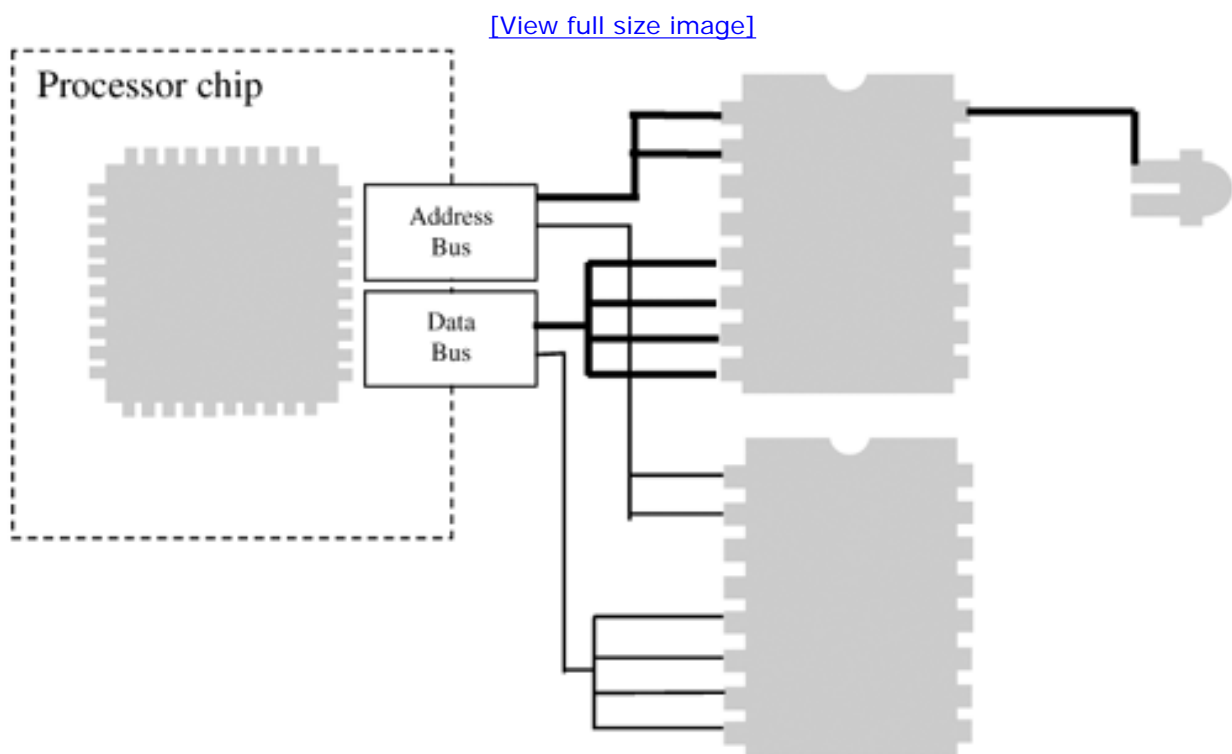 [View full size image]
Processor chip
Address
Bus
Data
Bus